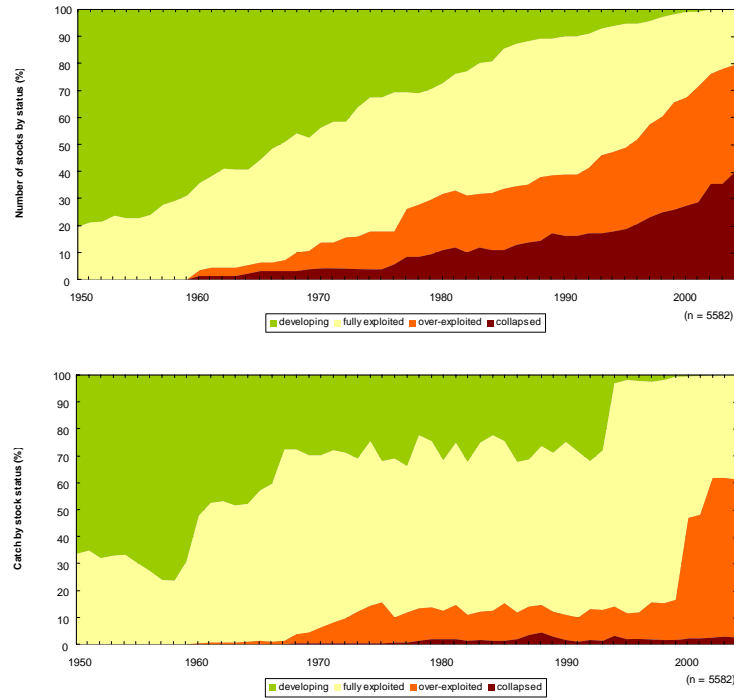 Number of stocks by status (%)
100
90
80
70
60
50
40
30
20
10
0
1950 1960 1970 1980 1990 2000
developing fully exploited over-exploited collapsed
(n = 5582)
Catch by stock status (%)
100
90
80
70
60
50
40
30
20
10
0
1950 1960 1970 1980 1990 2000
developing fully exploited over-exploited collapsed
(n = 5582)